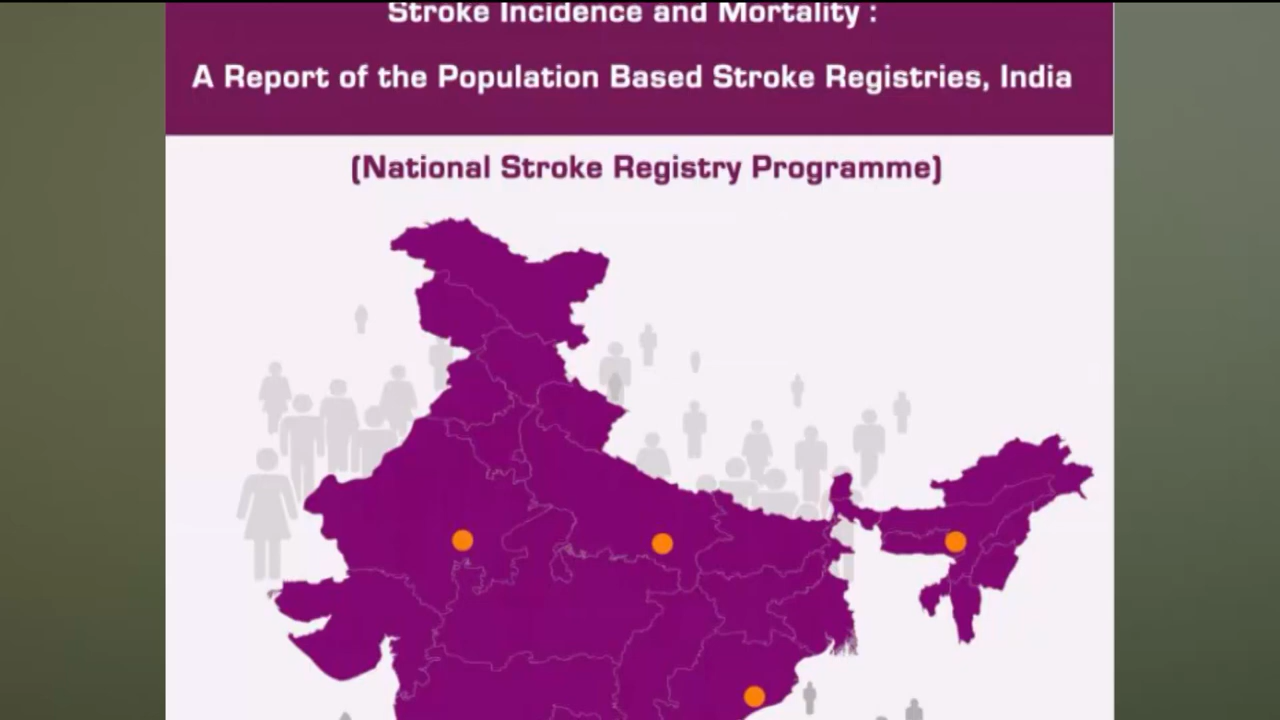 Stroke Incidence and Mortality :
A Report of the Population Based Stroke Registries, India
(National Stroke Registry Programme)